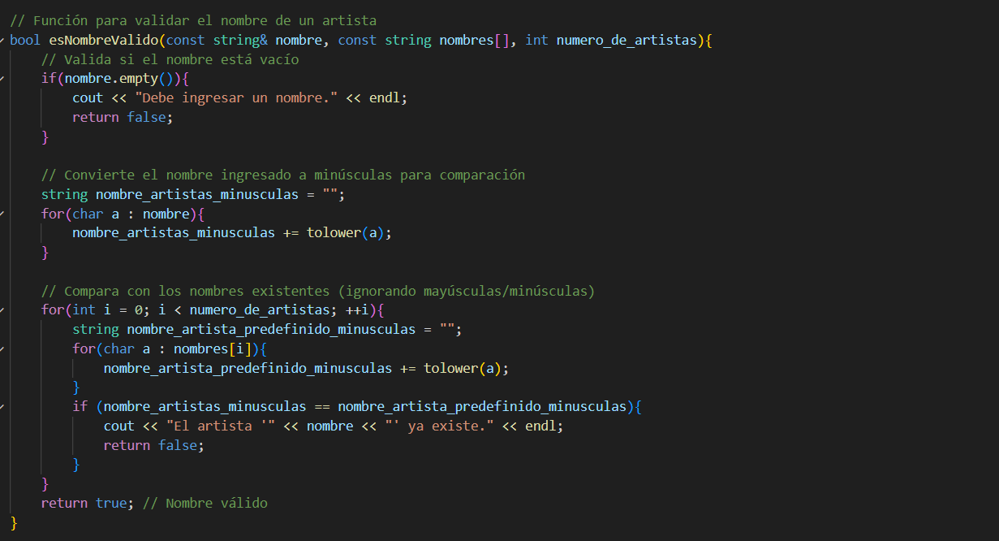 // Función para validar el nombre de un artista
bool esNombreValido(const string& nombre, const string nombres[], int numero_de_artistas){
    // Valida si el nombre está vacío
    if(nombre.empty()){
        cout << "Debe ingresar un nombre." << endl;
        return false;
    }

    // Convierte el nombre ingresado a minúsculas para comparación
    string nombre_artistas_minusculas = "";
    for(char a : nombre){
        nombre_artistas_minusculas += tolower(a);
    }

    // Compara con los nombres existentes (ignorando mayúsculas/minúsculas)
    for(int i = 0; i < numero_de_artistas; ++i){
        string nombre_artista_predefinido_minusculas = "";
        for(char a : nombres[i]){
            nombre_artista_predefinido_minusculas += tolower(a);
        }
        if (nombre_artistas_minusculas == nombre_artista_predefinido_minusculas){
            cout << "El artista '" << nombre << "' ya existe." << endl;
            return false;
        }
    }
    return true; // Nombre válido
}